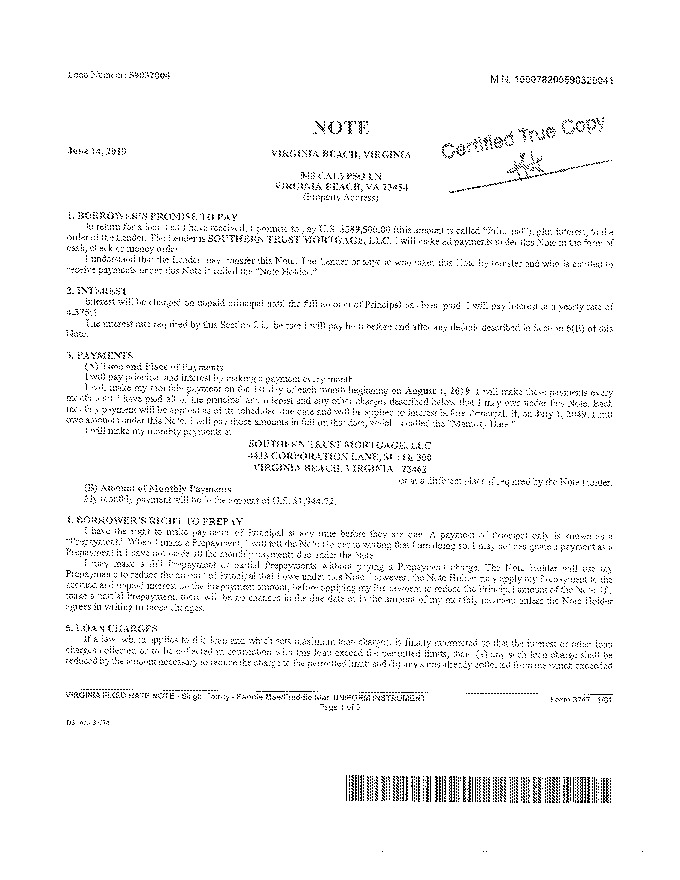 Loan Number: 59032004
MIN: 100078200590320041
NOTE
Certified True Copy
June 14, 2019
VIRGINIA BEACH, VIRGINIA
CALYPSO LN
VIRGINIA BEACH, VA 23454
(Property Address)
1. BORROWER'S PROMISE TO PAY
In return for a loan that I have received, I promise to pay U.S. $389,500.00 (this amount is called "Principal"), plus interest, to the
order of the Lender. The Lender is SOUTHERN TRUST MORTGAGE, LLC. I will make all payments under this Note in the form of
cash, check or money order.
I understand that the Lender may transfer this Note. The Lender or anyone who takes this Note by transfer and who is entitled to
receive payments under this Note is called the "Note Holder."
2. INTEREST
Interest will be charged on unpaid principal until the full amount of Principal has been paid. I will pay interest at a yearly rate of
4.375%.
The interest rate required by this Section 2 is the rate I will pay both before and after any default described in Section 6(B) of this
Note.
3. PAYMENTS
(A) Time and Place of Payments
I will pay principal and interest by making a payment every month.
I will make my monthly payment on the 1st day of each month beginning on August 1, 2019. I will make these payments every
month until I have paid all of the principal and interest and any other charges described below that I may owe under this Note. Each
monthly payment will be applied as of its scheduled due date and will be applied to interest before Principal. If, on July 1, 2049, I still
owe amounts under this Note, I will pay those amounts in full on that date, which is called the "Maturity Date."
I will make my monthly payments at
SOUTHERN TRUST MORTGAGE, LLC
4433 CORPORATION LANE, SUITE 300
VIRGINIA BEACH, VIRGINIA 23462
or at a different place if required by the Note Holder.
(B) Amount of Monthly Payments
My monthly payment will be in the amount of U.S. $1,944.72.
4. BORROWER'S RIGHT TO PREPAY
I have the right to make payments of Principal at any time before they are due. A payment of Principal only is known as a
"Prepayment." When I make a Prepayment, I will tell the Note Holder in writing that I am doing so. I may not designate a payment as a
Prepayment if I have not made all the monthly payments due under the Note.
I may make a full Prepayment or partial Prepayments without paying a Prepayment charge. The Note Holder will use my
Prepayments to reduce the amount of Principal that I owe under this Note. However, the Note Holder may apply my Prepayment to the
accrued and unpaid interest on the Prepayment amount, before applying my Prepayment to reduce the Principal amount of the Note. If I
make a partial Prepayment, there will be no changes in the due date or in the amount of my monthly payment unless the Note Holder
agrees in writing to those changes.
5. LOAN CHARGES
If a law, which applies to this loan and which sets maximum loan charges, is finally interpreted so that the interest or other loan
charges collected or to be collected in connection with this loan exceed the permitted limits, then: (a) any such loan charge shall be
reduced by the amount necessary to reduce the charge to the permitted limit; and (b) any sums already collected from me which exceeded
VIRGINIA FIXED RATE NOTE - Single Family - Fannie Mae/Freddie Mac UNIFORM INSTRUMENT
Form 3247 1/01
Page 1 of 3